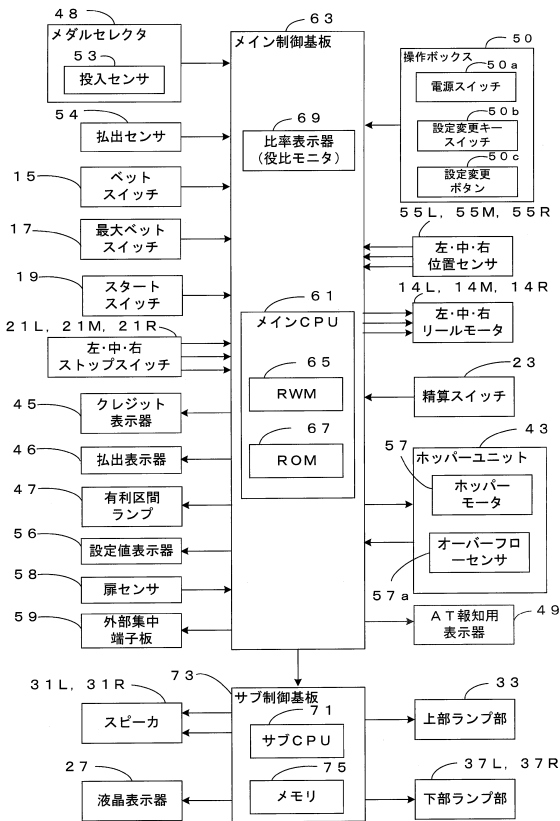 48
メダルセレクタ
53
投入センサ
54
払出センサ
15
ベット
スイッチ
17
最大ベット
スイッチ
19
スタート
スイッチ
21L, 21M, 21R
左・中・右
ストップスイッチ
45
クレジット
表示器
46
払出表示器
47
有利区間
ランプ
56
設定値表示器
58
扉センサ
59
外部集中
端子板
63
メイン制御基板
69
比率表示器
(役比モニタ)
61
メインCPU
65
RWM
67
ROM
50
操作ボックス
50a
電源スイッチ
50b
設定変更キー
スイッチ
50c
設定変更
ボタン
55L, 55M, 55R
左・中・右
位置センサ
14L, 14M, 14R
左・中・右
リールモータ
23
精算スイッチ
43
ホッパーユニット
57
ホッパー
モータ
オーバーフ
ローセンサ
57a
AT報知用
表示器
49
31L, 31R
スピーカ
27
液晶表示器
73
サブ制御基板
71
サブCPU
75
メモリ
33
上部ランプ部
37L, 37R
下部ランプ部